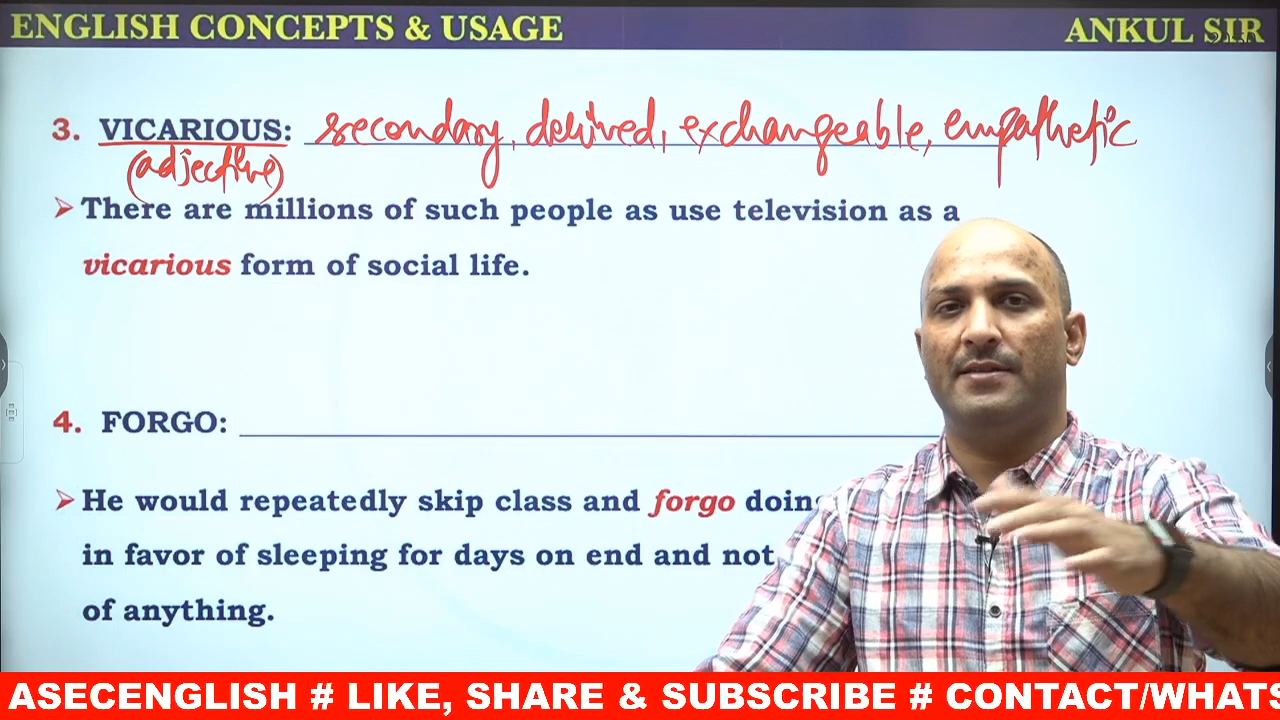 ENGLISH CONCEPTS & USAGE ANKUL SIR
3. VICARIOUS: secondary, derived, exchangeable, empathetic
(adjective)
➢ There are millions of such people as use television as a
vicarious form of social life.
4. FORGO:
➢ He would repeatedly skip class and forgo doin
in favor of sleeping for days on end and not
of anything.
ASECENGLISH # LIKE, SHARE & SUBSCRIBE # CONTACT/WHATS